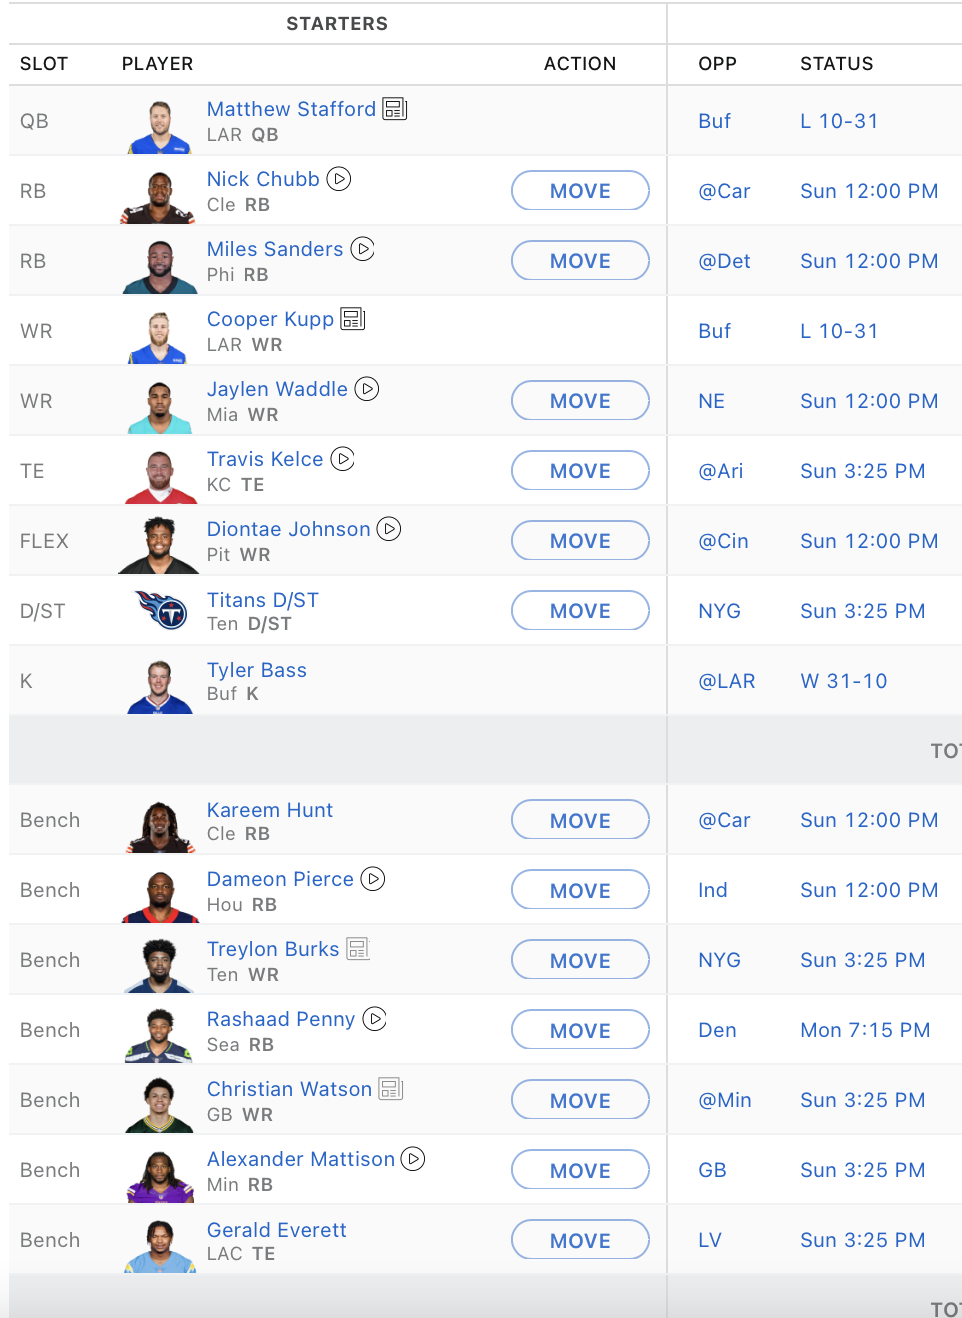 STARTERS
SLOT PLAYER ACTION OPP STATUS
QB Matthew Stafford Buf L 10-31
LAR QB
RB Nick Chubb MOVE @Car Sun 12:00 PM
Cle RB
RB Miles Sanders MOVE @Det Sun 12:00 PM
Phi RB
WR Cooper Kupp Buf L 10-31
LAR WR
WR Jaylen Waddle MOVE NE Sun 12:00 PM
Mia WR
TE Travis Kelce MOVE @Ari Sun 3:25 PM
KC TE
FLEX Diontae Johnson MOVE @Cin Sun 12:00 PM
Pit WR
D/ST Titans D/ST MOVE NYG Sun 3:25 PM
Ten D/ST
K Tyler Bass @LAR W 31-10
Buf K
TOT
Bench Kareem Hunt MOVE @Car Sun 12:00 PM
Cle RB
Bench Dameon Pierce MOVE Ind Sun 12:00 PM
Hou RB
Bench Treylon Burks MOVE NYG Sun 3:25 PM
Ten WR
Bench Rashaad Penny MOVE Den Mon 7:15 PM
Sea RB
Bench Christian Watson MOVE @Min Sun 3:25 PM
GB WR
Bench Alexander Mattison MOVE GB Sun 3:25 PM
Min RB
Bench Gerald Everett MOVE LV Sun 3:25 PM
LAC TE
TOT